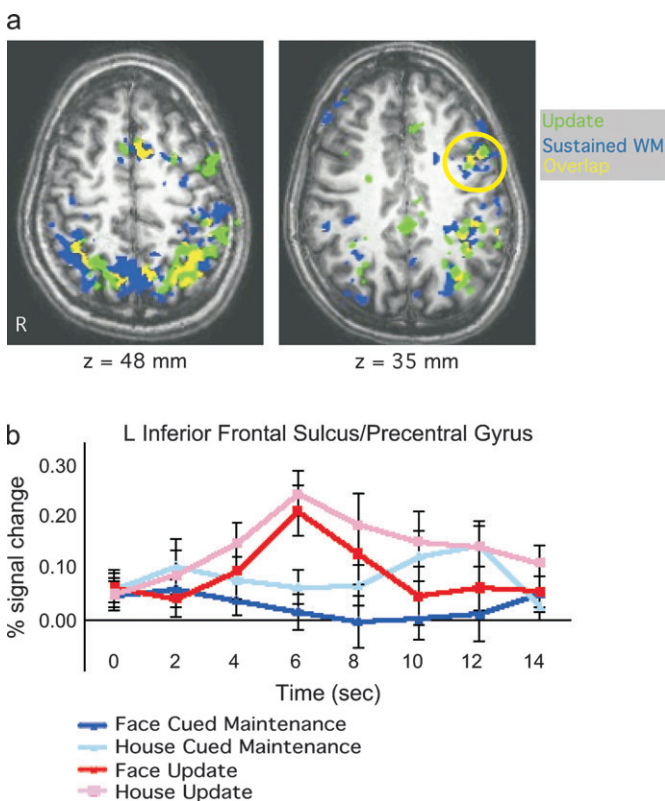 a
Update
Sustained WM
Overlap
R
z = 48 mm
z = 35 mm
b
L Inferior Frontal Sulcus/Precentral Gyrus
% signal change
0.30
0.20
0.10
0.00
0 2 4 6 8 10 12 14
Time (sec)
Face Cued Maintenance
House Cued Maintenance
Face Update
House Update